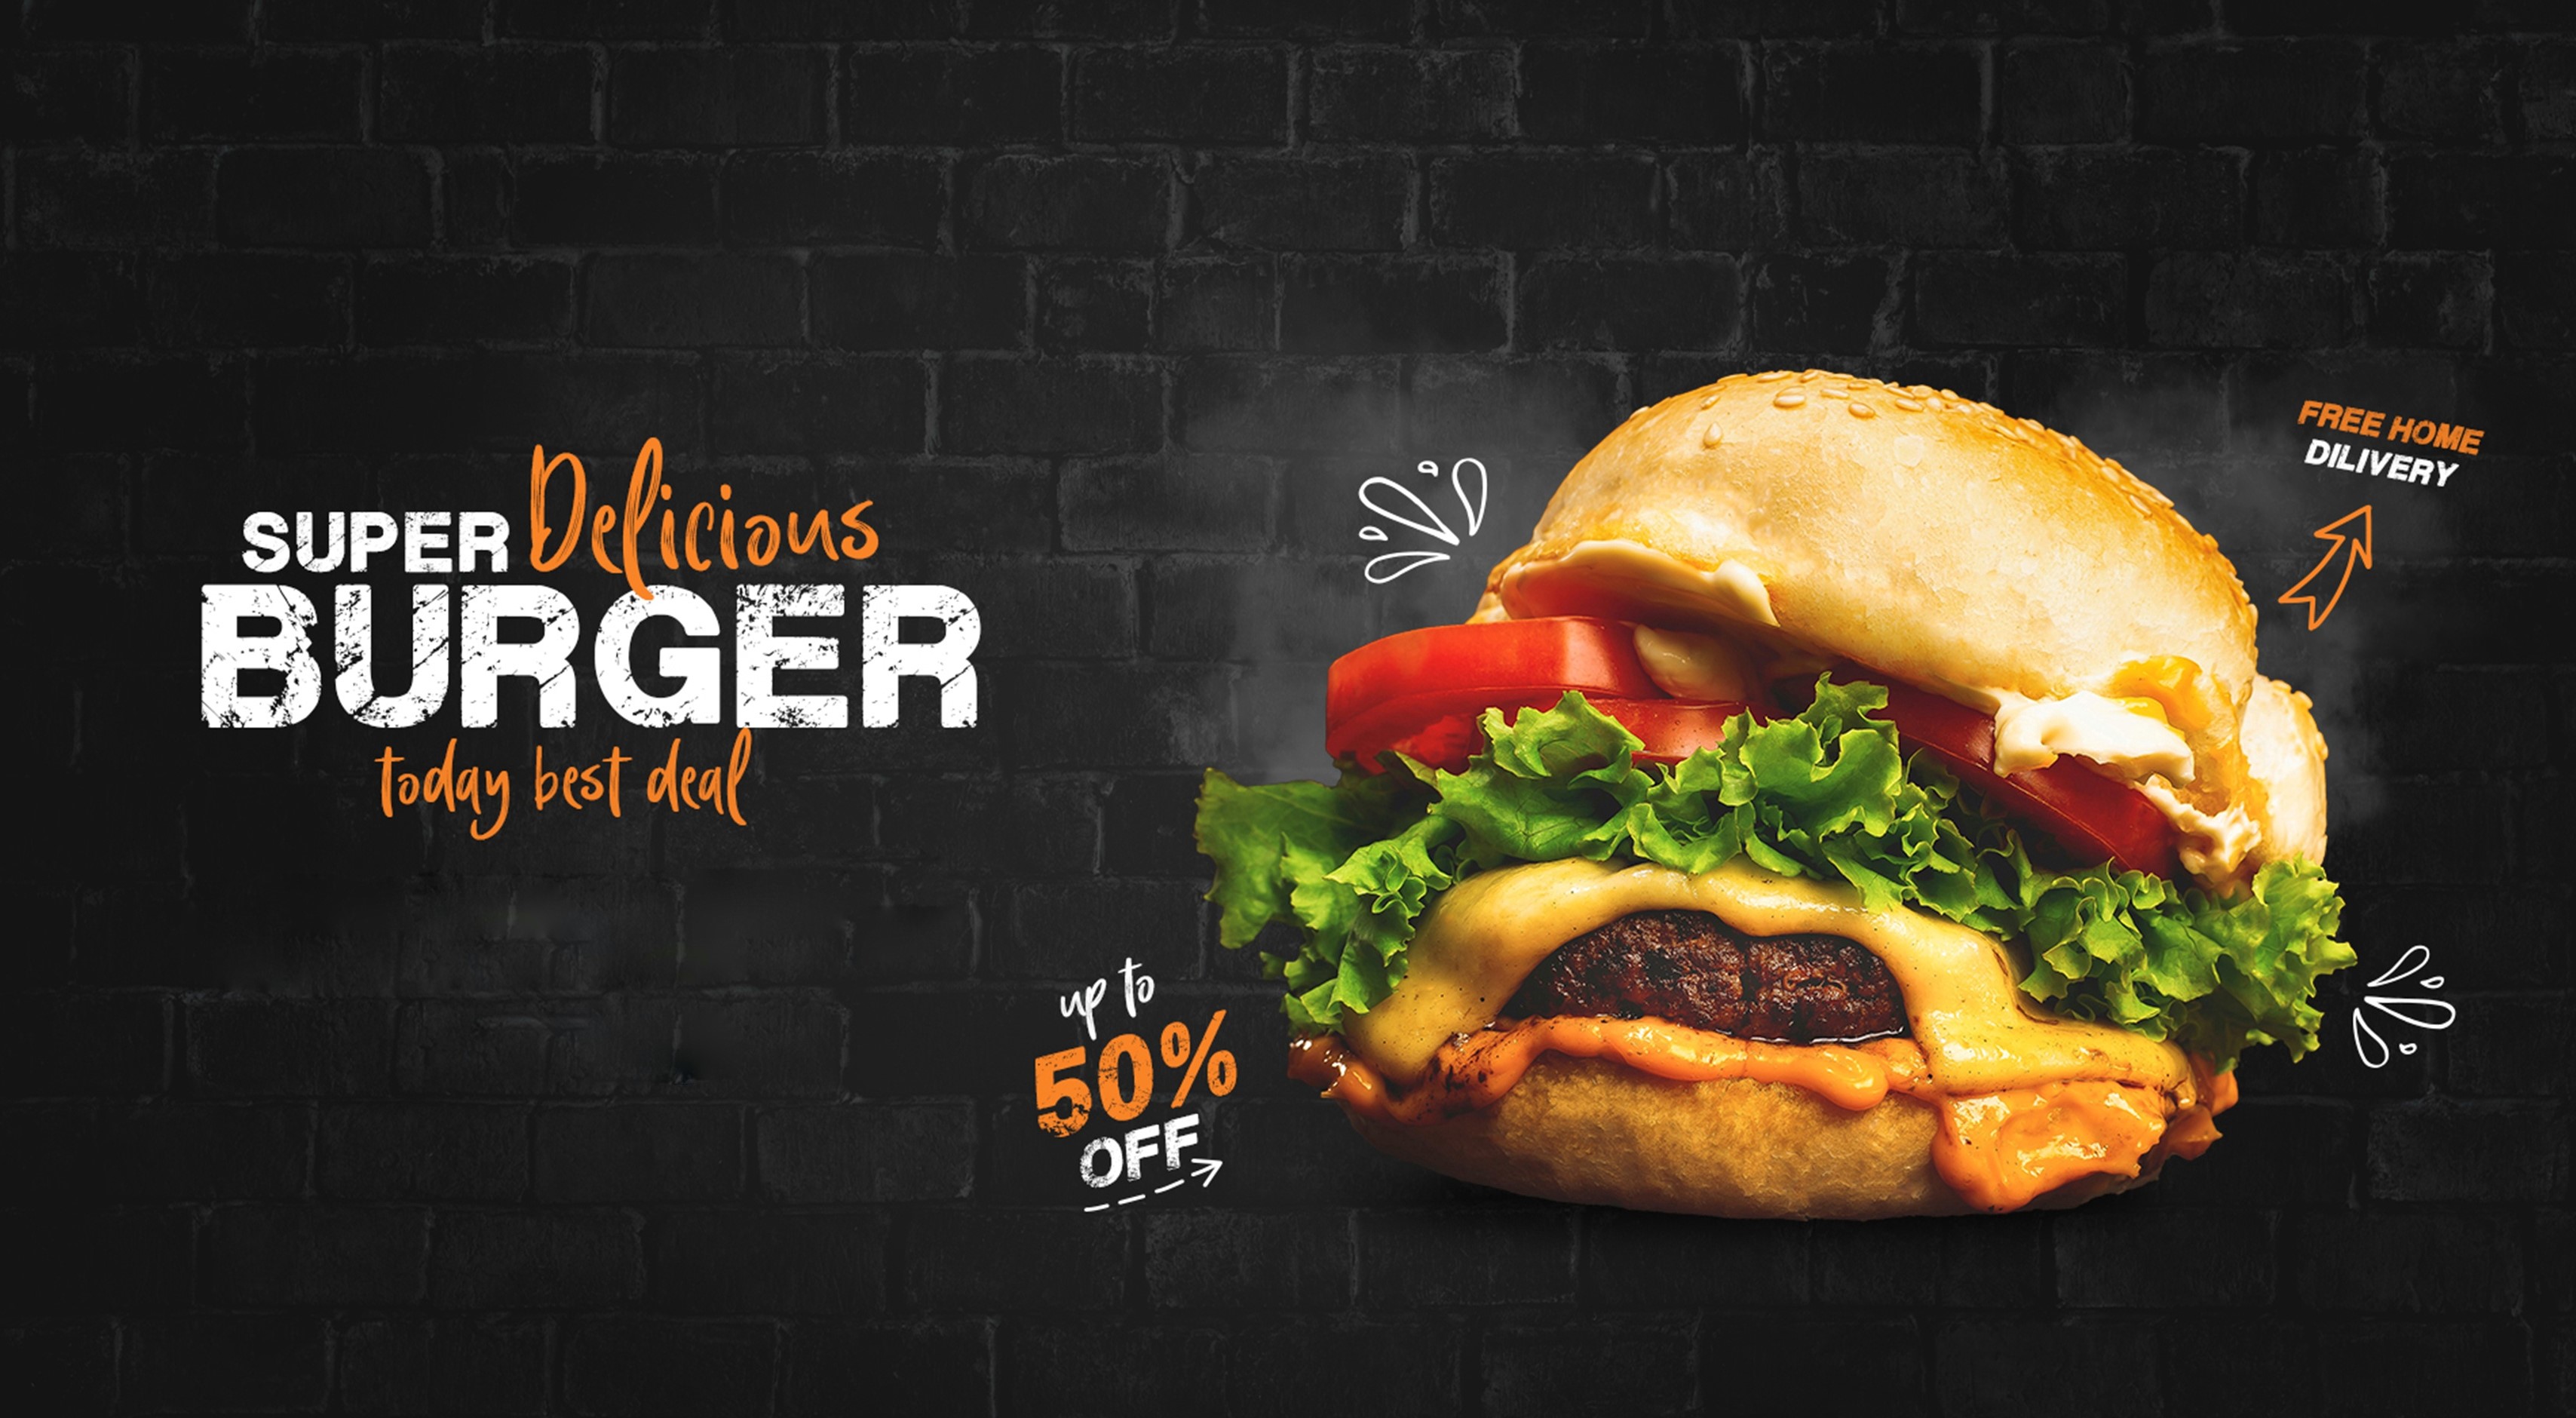 SUPER Delicious
BURGER
today best deal
up to
50%
OFF
FREE HOME
DILIVERY